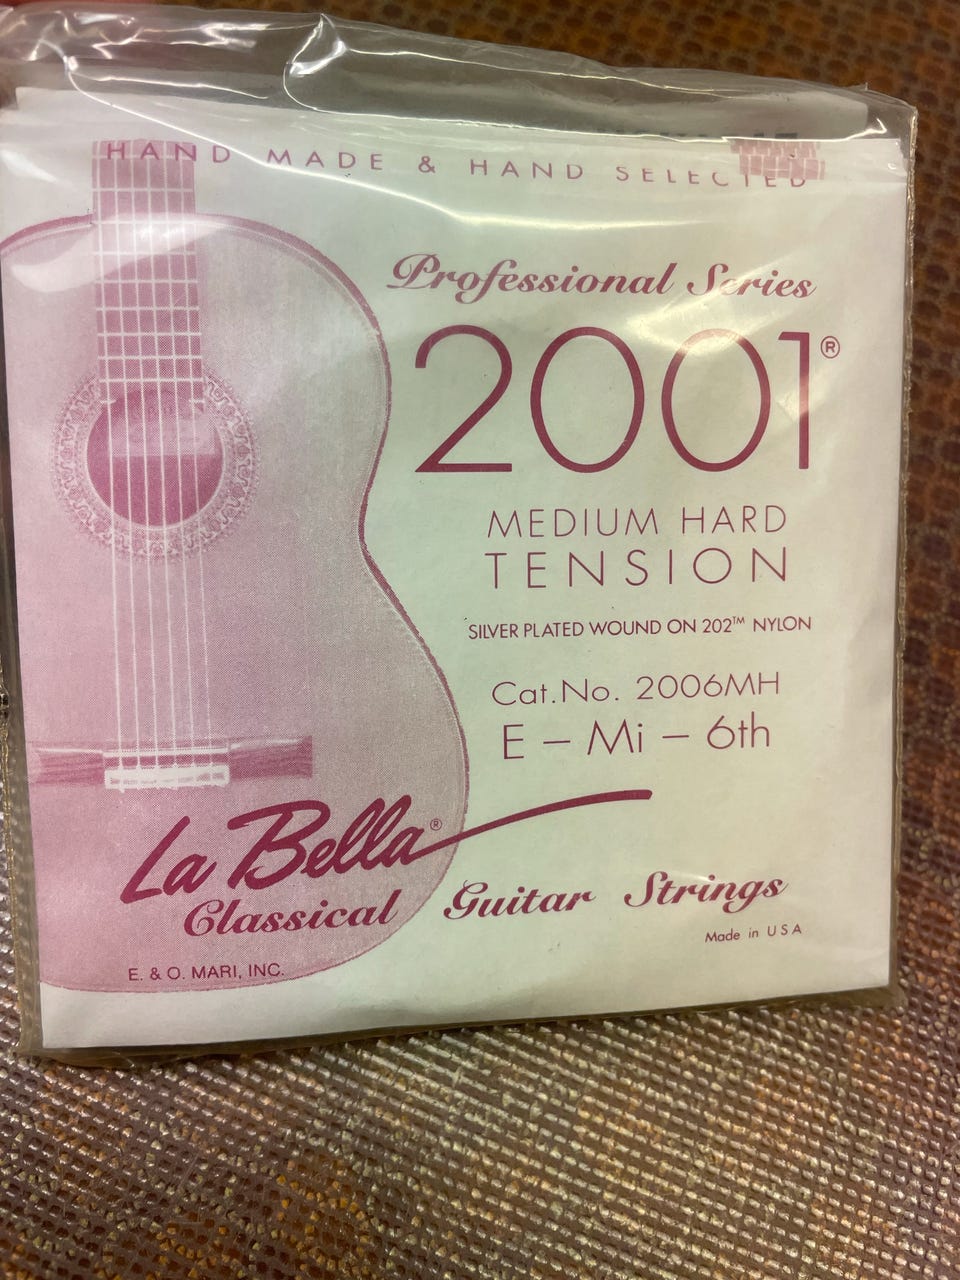 HAND MADE & HAND SELECTED
Professional Series
2001®
MEDIUM HARD
TENSION
SILVER PLATED WOUND ON 202™ NYLON
Cat.No. 2006MH
E – Mi – 6th
La Bella®
Classical Guitar Strings
Made in USA
E. & O. MARI, INC.